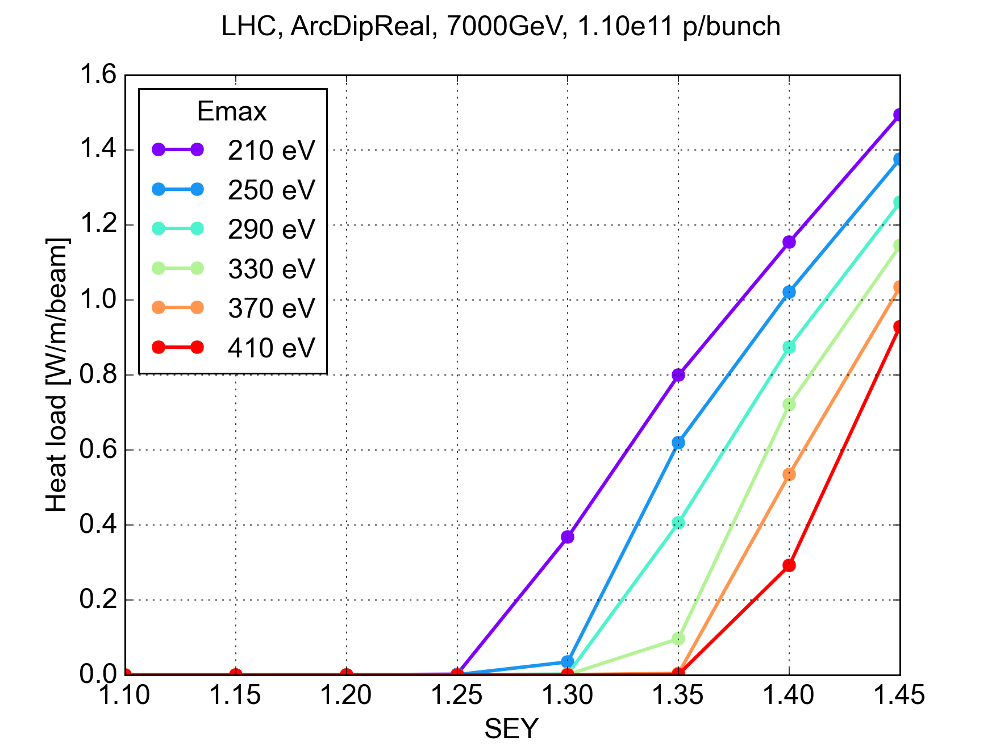 LHC, ArcDipReal, 7000GeV, 1.10e11 p/bunch
Heat load [W/m/beam]
1.6
1.4
1.2
1.0
0.8
0.6
0.4
0.2
0.0
Emax
210 eV
250 eV
290 eV
330 eV
370 eV
410 eV
1.10 1.15 1.20 1.25 1.30 1.35 1.40 1.45
SEY